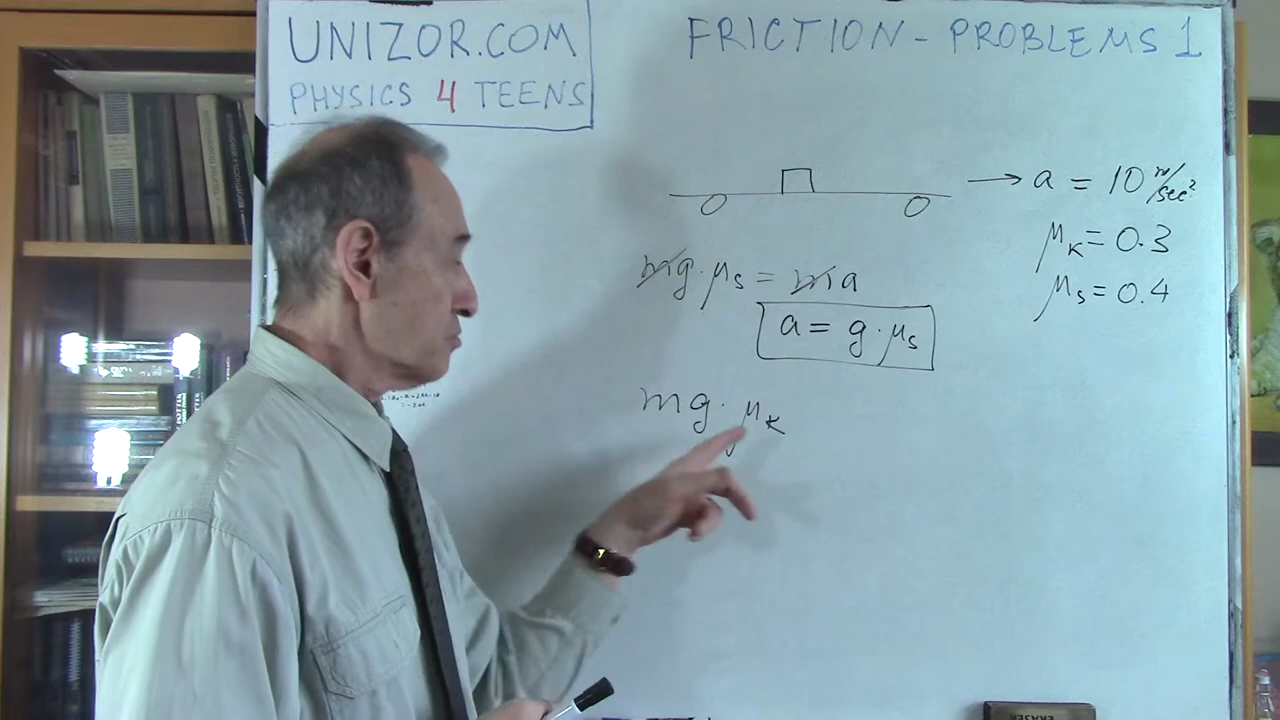 UNIZOR.COM
PHYSICS 4 TEENS
FRICTION - PROBLEMS 1
a = 10 m/sec²
μK = 0.3
μs = 0.4
mg·μs = ma
a = g·μs
mg·μK
ERASER